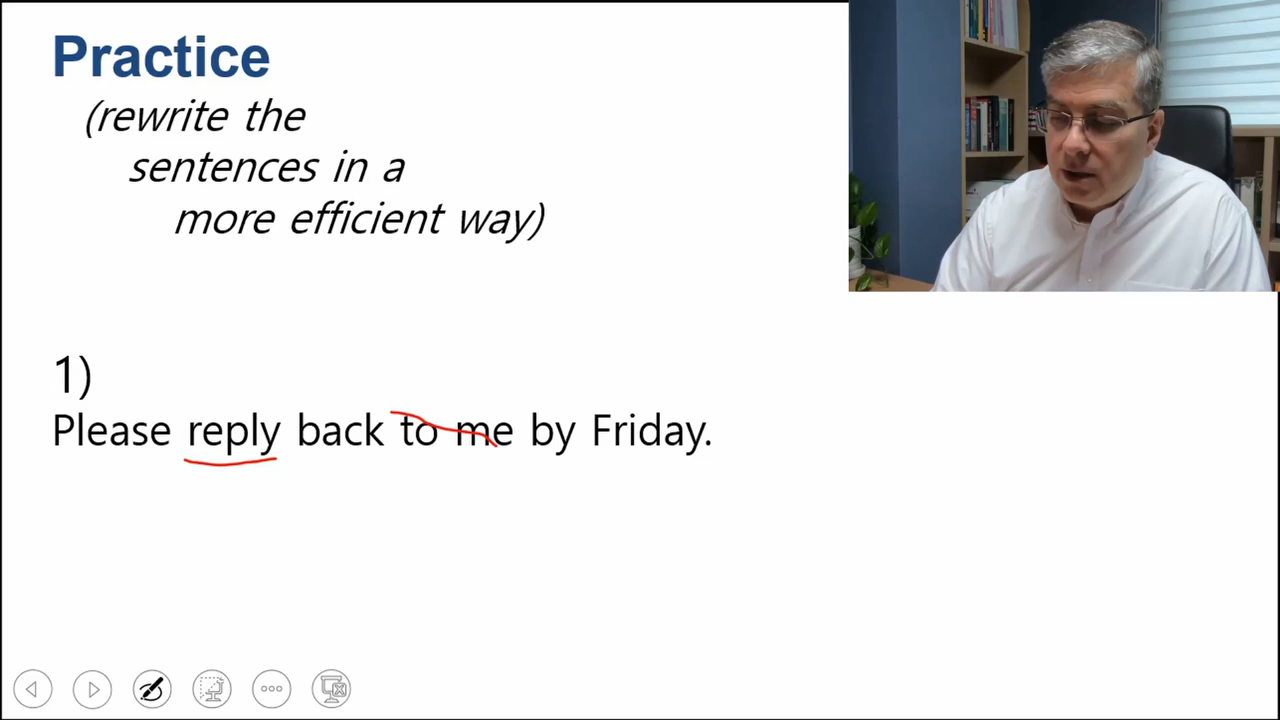 Practice
(rewrite the
sentences in a
more efficient way)
1)
Please reply back to me by Friday.